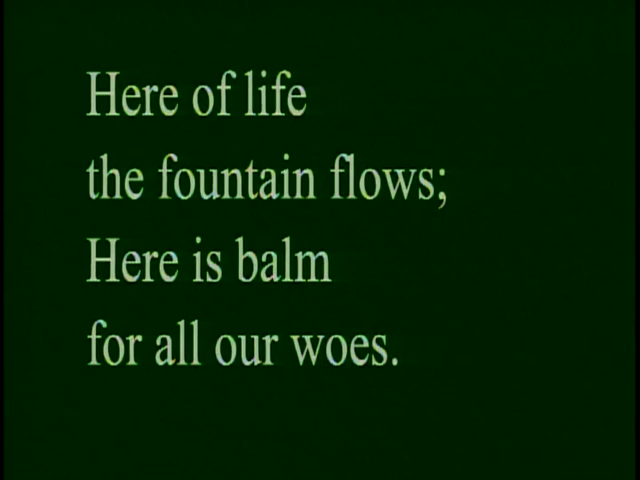 Here of life
the fountain flows;
Here is balm
for all our woes.